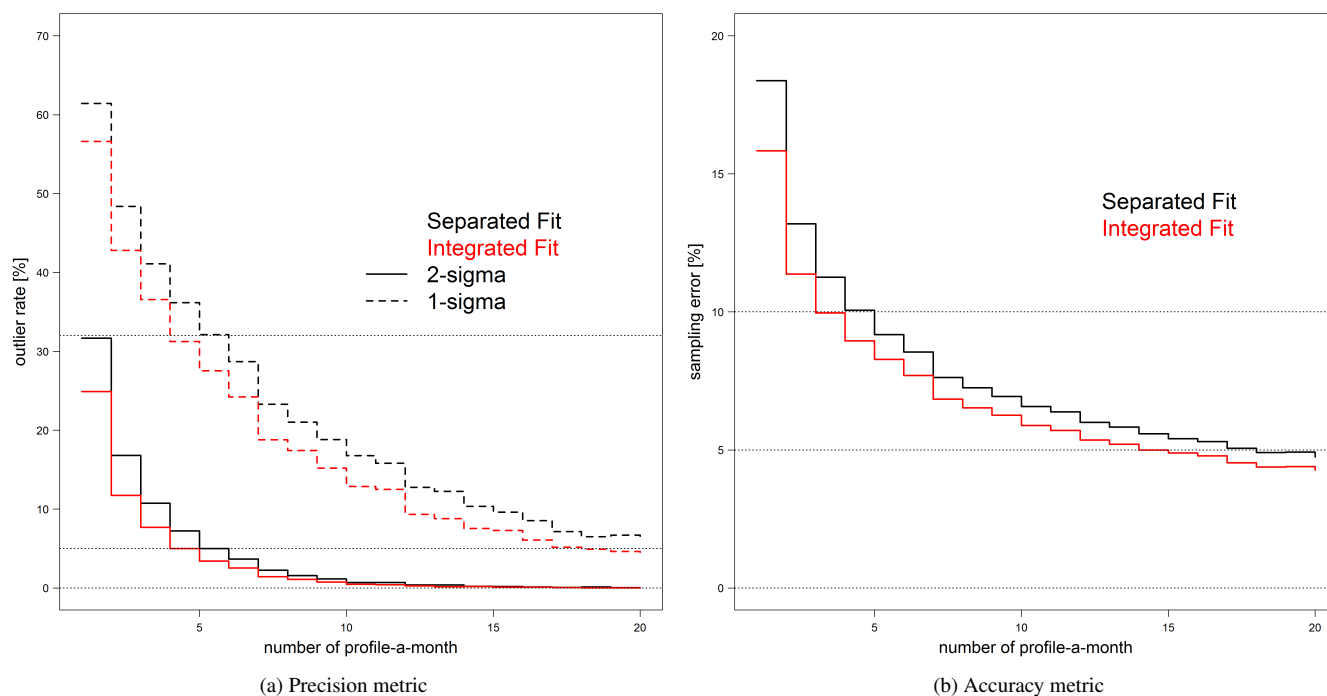 70
60
50
40
30
20
10
0
outlier rate [%]
Separated Fit
Integrated Fit
2-sigma
1-sigma
5
10
15
20
number of profile-a-month
(a) Precision metric
20
15
10
5
0
sampling error [%]
Separated Fit
Integrated Fit
5
10
15
20
number of profile-a-month
(b) Accuracy metric